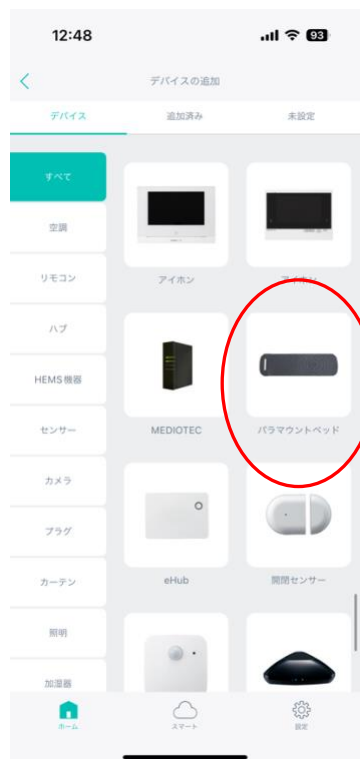 12:48
93
デバイスの追加
デバイス
追加済み
未設定
すべて
空調
リモコン
ハブ
HEMS機器
センサー
カメラ
プラグ
カーテン
照明
加湿器
アイホン
アイホン
MEDIOTEC
パラマウントベッド
eHub
開閉センサー
ホーム
スマート
設定